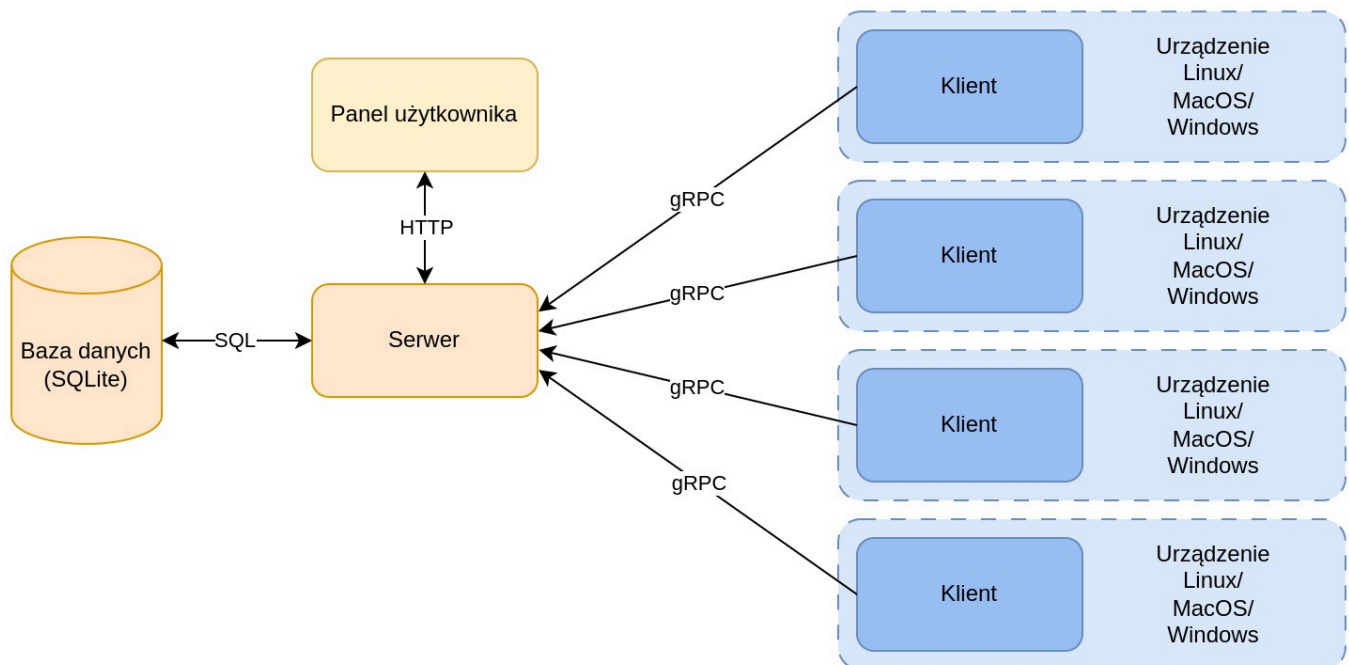 Panel użytkownika
HTTP
Baza danych
(SQLite)
SQL
Serwer
gRPC
gRPC
gRPC
gRPC
Klient
Urządzenie
Linux/
MacOS/
Windows
Klient
Urządzenie
Linux/
MacOS/
Windows
Klient
Urządzenie
Linux/
MacOS/
Windows
Klient
Urządzenie
Linux/
MacOS/
Windows